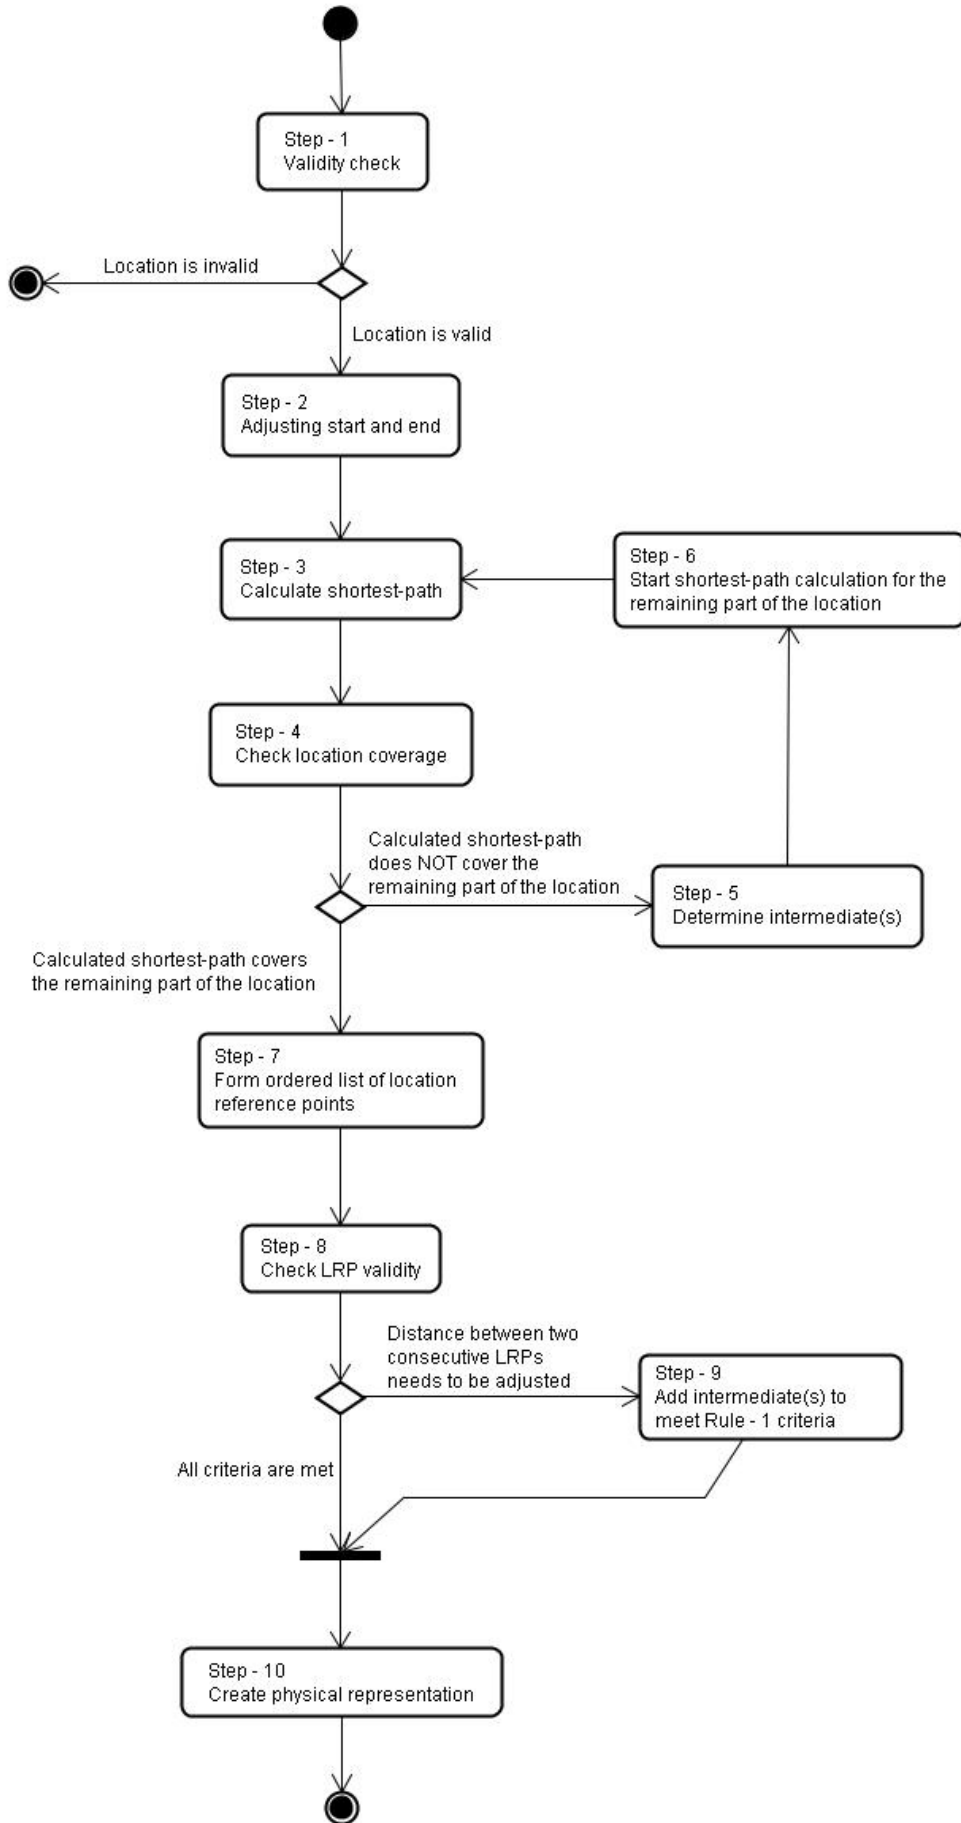 Step - 1
Validity check
Location is invalid
Location is valid
Step - 2
Adjusting start and end
Step - 3
Calculate shortest-path
Step - 6
Start shortest-path calculation for the
remaining part of the location
Step - 4
Check location coverage
Calculated shortest-path
does NOT cover the
remaining part of the location
Step - 5
Determine intermediate(s)
Calculated shortest-path covers
the remaining part of the location
Step - 7
Form ordered list of location
reference points
Step - 8
Check LRP validity
Distance between two
consecutive LRPs
needs to be adjusted
Step - 9
Add intermediate(s) to
meet Rule - 1 criteria
All criteria are met
Step - 10
Create physical representation